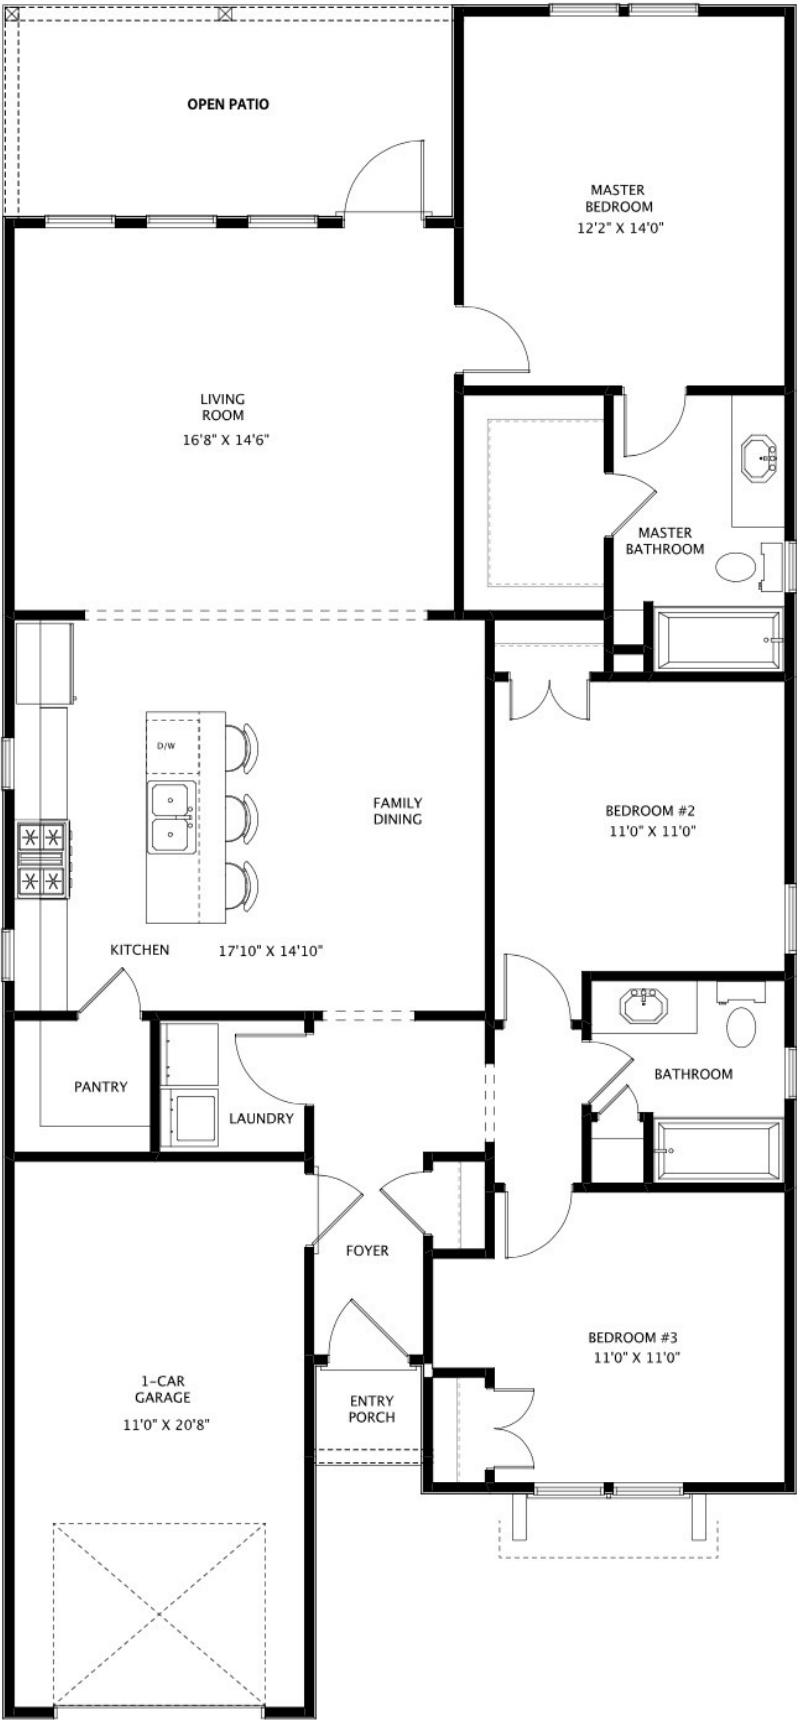 OPEN PATIO
MASTER
BEDROOM
12'2" X 14'0"
LIVING
ROOM
16'8" X 14'6"
MASTER
BATHROOM
D/W
FAMILY
DINING
BEDROOM #2
11'0" X 11'0"
KITCHEN
17'10" X 14'10"
PANTRY
LAUNDRY
BATHROOM
FOYER
BEDROOM #3
11'0" X 11'0"
1-CAR
GARAGE
11'0" X 20'8"
ENTRY
PORCH